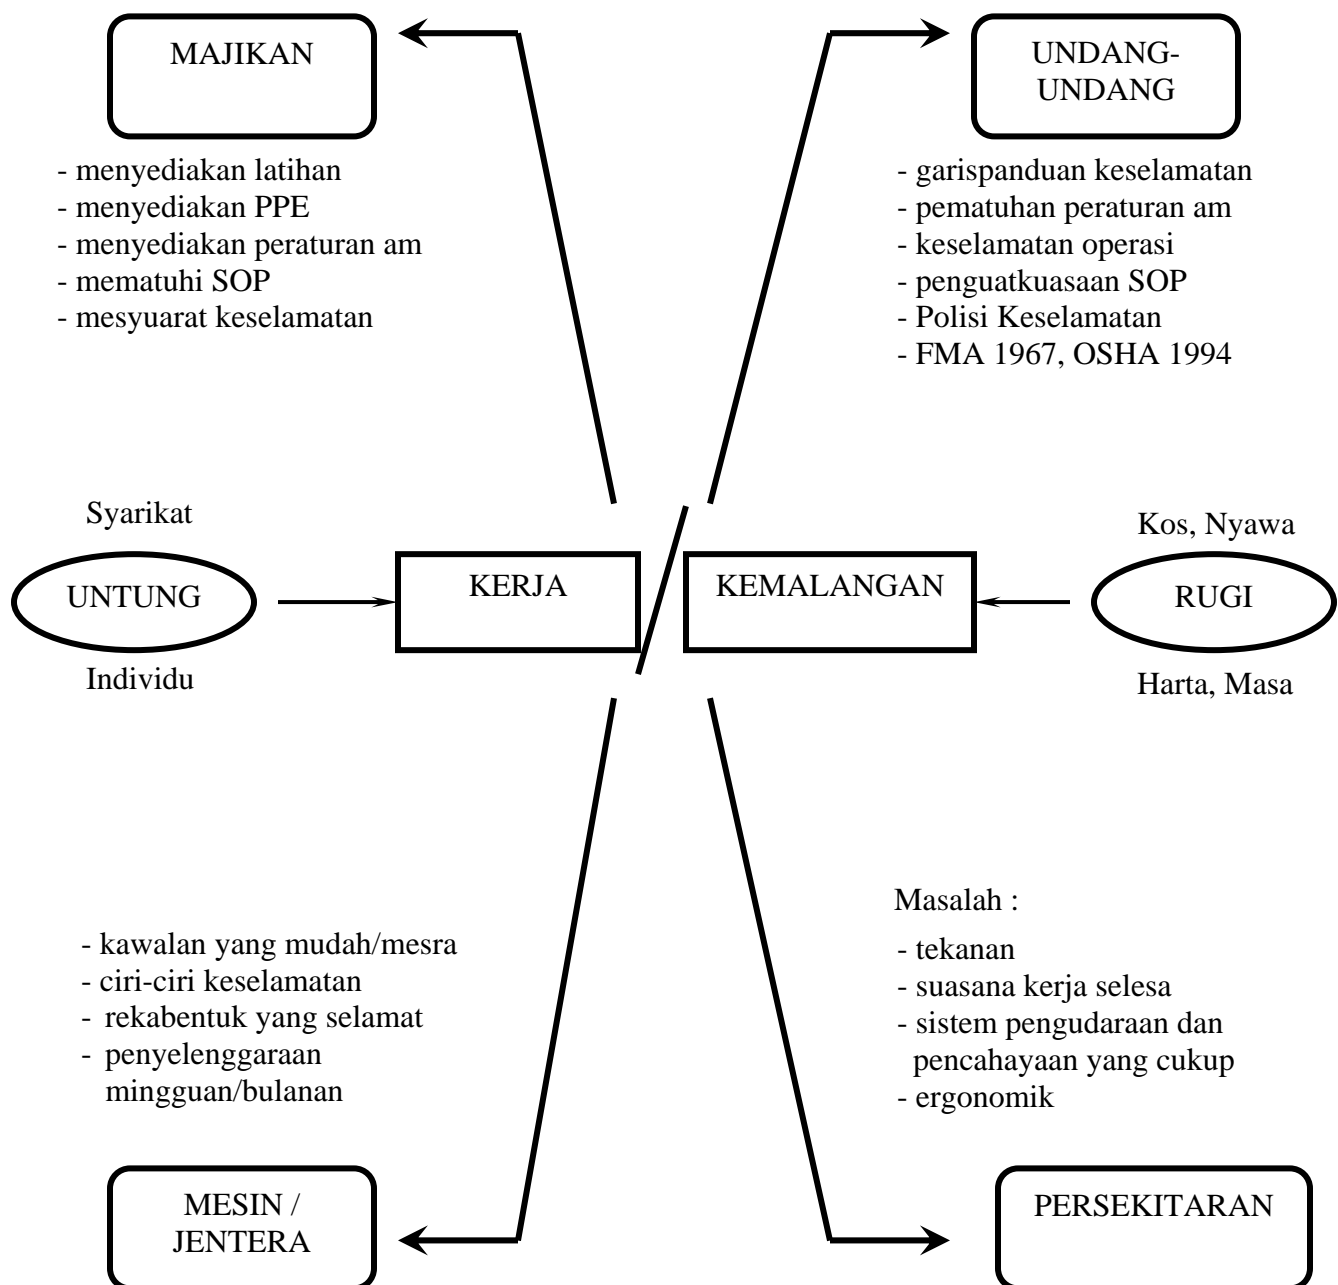 MAJIKAN
- menyediakan latihan
- menyediakan PPE
- menyediakan peraturan am
- mematuhi SOP
- mesyuarat keselamatan
UNDANG-
UNDANG
- garispanduan keselamatan
- pematuhan peraturan am
- keselamatan operasi
- penguatkuasaan SOP
- Polisi Keselamatan
- FMA 1967, OSHA 1994
Syarikat
UNTUNG
Individu
KERJA
KEMALANGAN
Kos, Nyawa
RUGI
Harta, Masa
- kawalan yang mudah/mesra
- ciri-ciri keselamatan
- rekabentuk yang selamat
- penyelenggaraan
mingguan/bulanan
MESIN /
JENTERA
Masalah :
- tekanan
- suasana kerja selesa
- sistem pengudaraan dan
pencahayaan yang cukup
- ergonomik
PERSEKITARAN